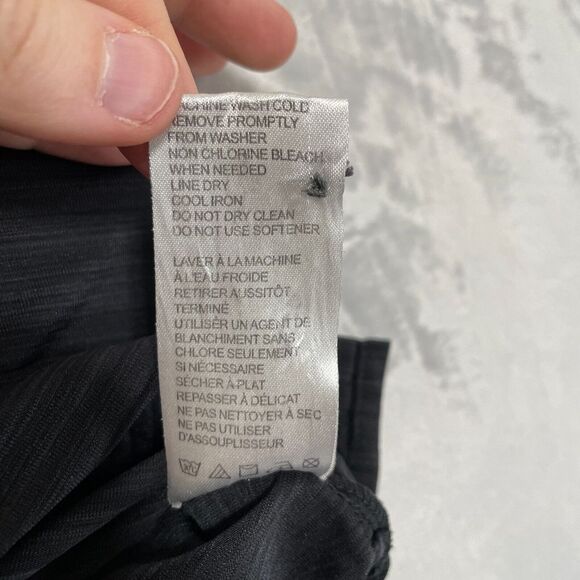 MACHINE WASH COLD
REMOVE PROMPTLY
FROM WASHER
NON CHLORINE BLEACH
WHEN NEEDED
LINE DRY
COOL IRON
DO NOT DRY CLEAN
DO NOT USE SOFTENER
LAVER À LA MACHINE
À L'EAU FROIDE
RETIRER AUSSITÔT
TERMINÉ
UTILISER UN AGENT DE
BLANCHIMENT SANS
CHLORE SEULEMENT
SI NÉCESSAIRE
SÉCHER À PLAT
REPASSER À DÉLICAT
NE PAS NETTOYER À SEC
NE PAS UTILISER
D'ASSOUPLISSEUR